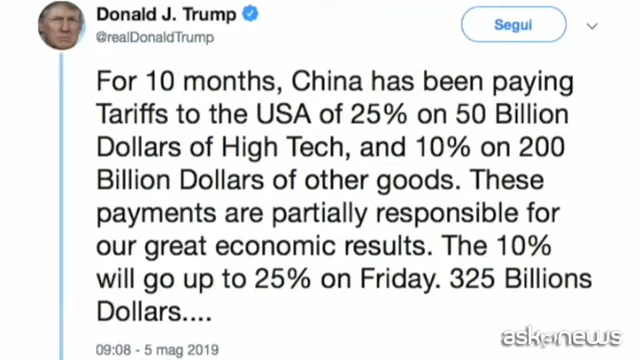 Donald J. Trump
@realDonaldTrump
Segui
For 10 months, China has been paying
Tariffs to the USA of 25% on 50 Billion
Dollars of High Tech, and 10% on 200
Billion Dollars of other goods. These
payments are partially responsible for
our great economic results. The 10%
will go up to 25% on Friday. 325 Billions
Dollars....
09:08 - 5 mag 2019
askanews